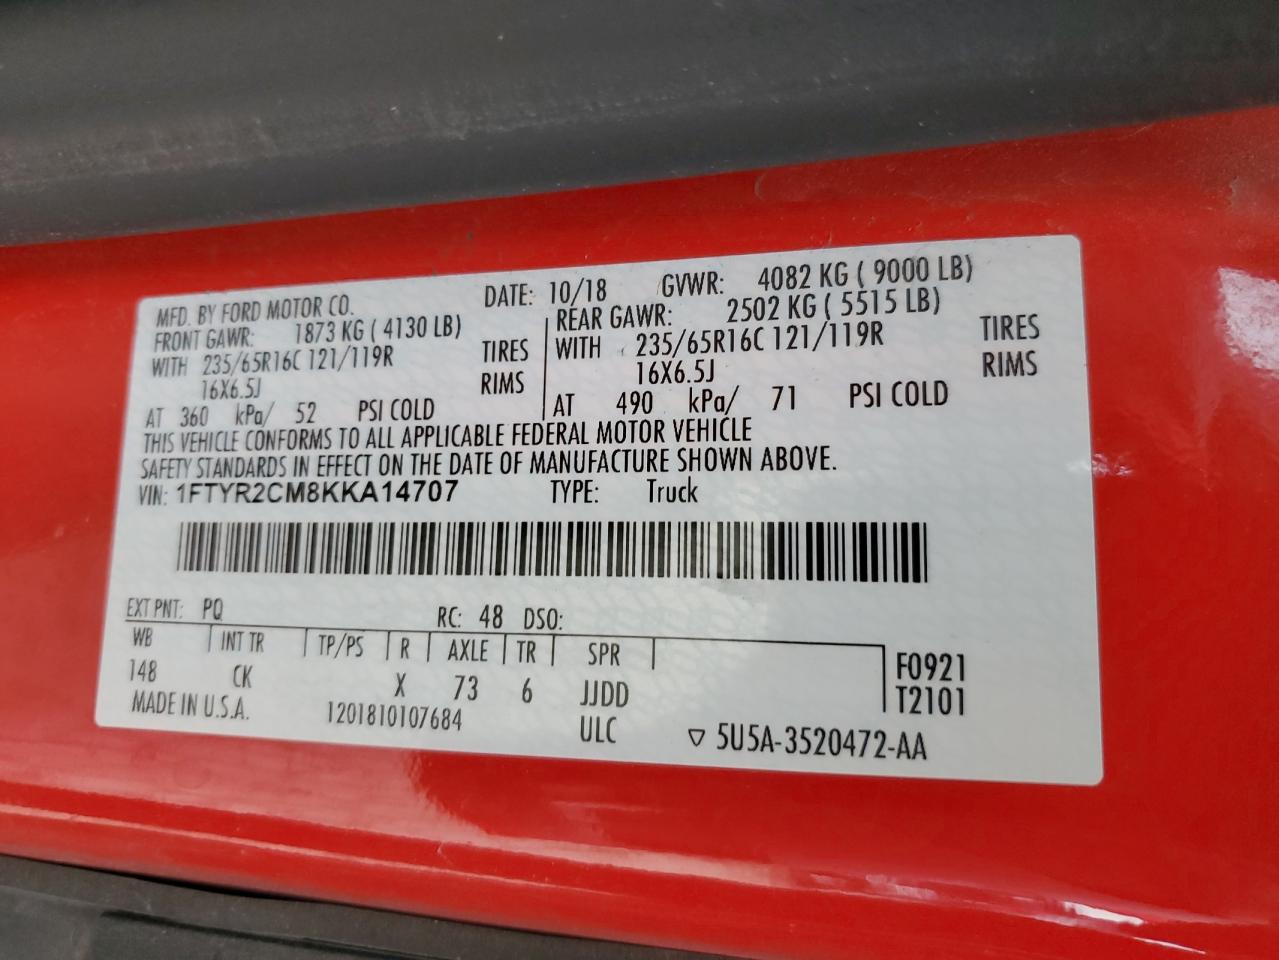 MFD. BY FORD MOTOR CO. DATE: 10/18 GVWR: 4082 KG ( 9000 LB)
FRONT GAWR: 1873 KG ( 4130 LB) REAR GAWR: 2502 KG ( 5515 LB)
WITH 235/65R16C 121/119R TIRES WITH 235/65R16C 121/119R TIRES
16X6.5J RIMS 16X6.5J RIMS
AT 360 kPa/ 52 PSI COLD AT 490 kPa/ 71 PSI COLD
THIS VEHICLE CONFORMS TO ALL APPLICABLE FEDERAL MOTOR VEHICLE
SAFETY STANDARDS IN EFFECT ON THE DATE OF MANUFACTURE SHOWN ABOVE.
VIN: 1FTYR2CM8KKA14707 TYPE: Truck
EXT PNT: PQ RC: 48 DSO:
WB INT TR TP/PS R AXLE TR SPR F0921
148 CK X 73 6 JJDD T2101
MADE IN U.S.A. 1201810107684 ULC ▽ 5U5A-3520472-AA